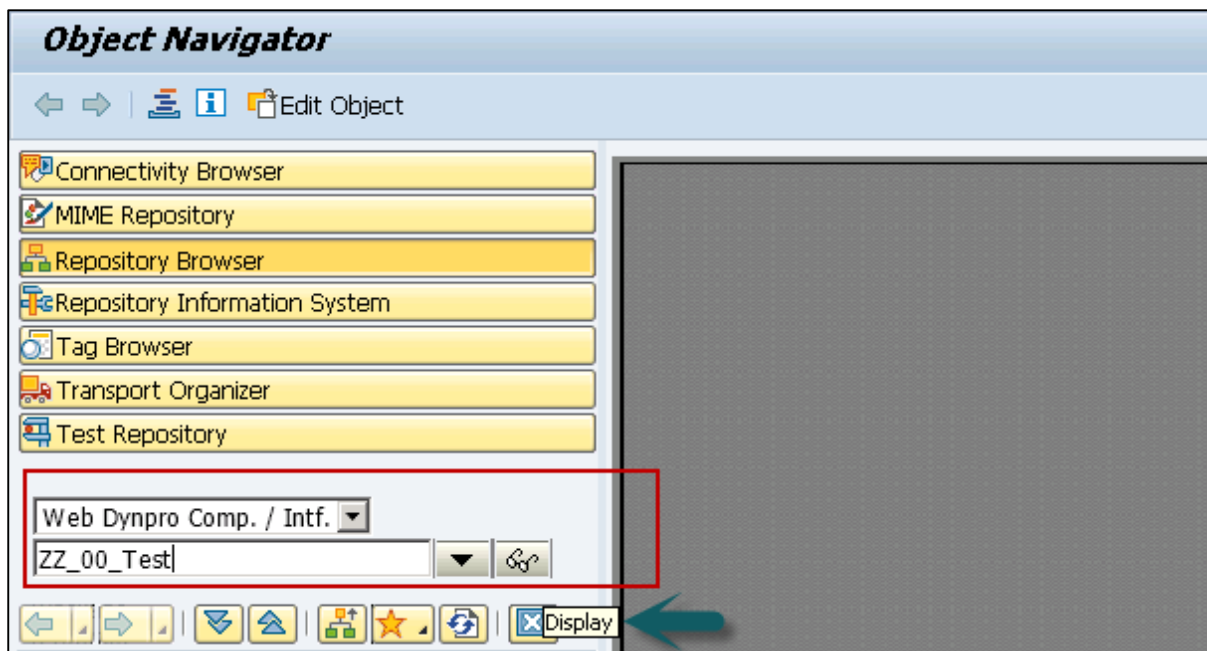 Object Navigator
Edit Object
Connectivity Browser
MIME Repository
Repository Browser
Repository Information System
Tag Browser
Transport Organizer
Test Repository
Web Dynpro Comp. / Intf.
ZZ_00_Test
Display